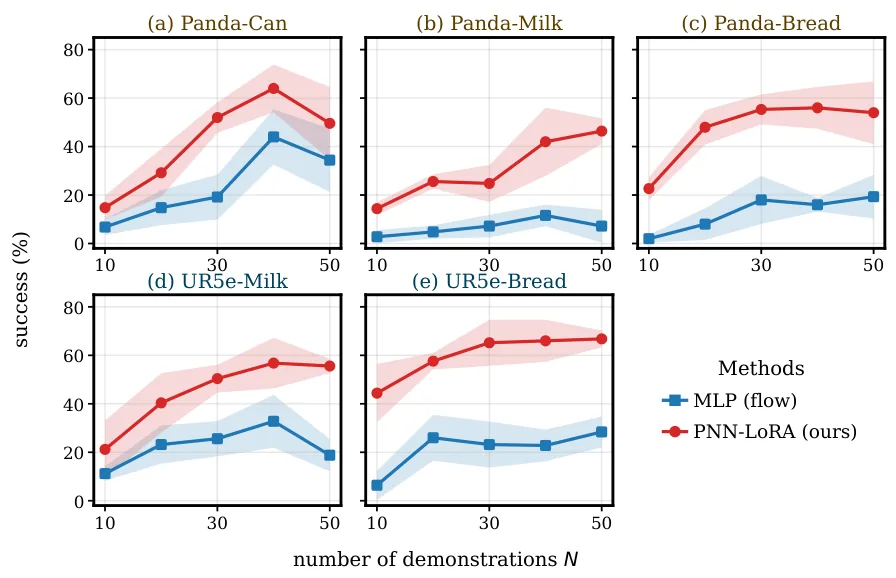 (a) Panda-Can
(b) Panda-Milk
(c) Panda-Bread
80
60
40
20
0
10
30
50
10
30
50
10
30
50
(d) UR5e-Milk
(e) UR5e-Bread
80
60
40
20
0
10
30
50
10
30
50
success (%)
number of demonstrations N
Methods
MLP (flow)
PNN-LoRA (ours)